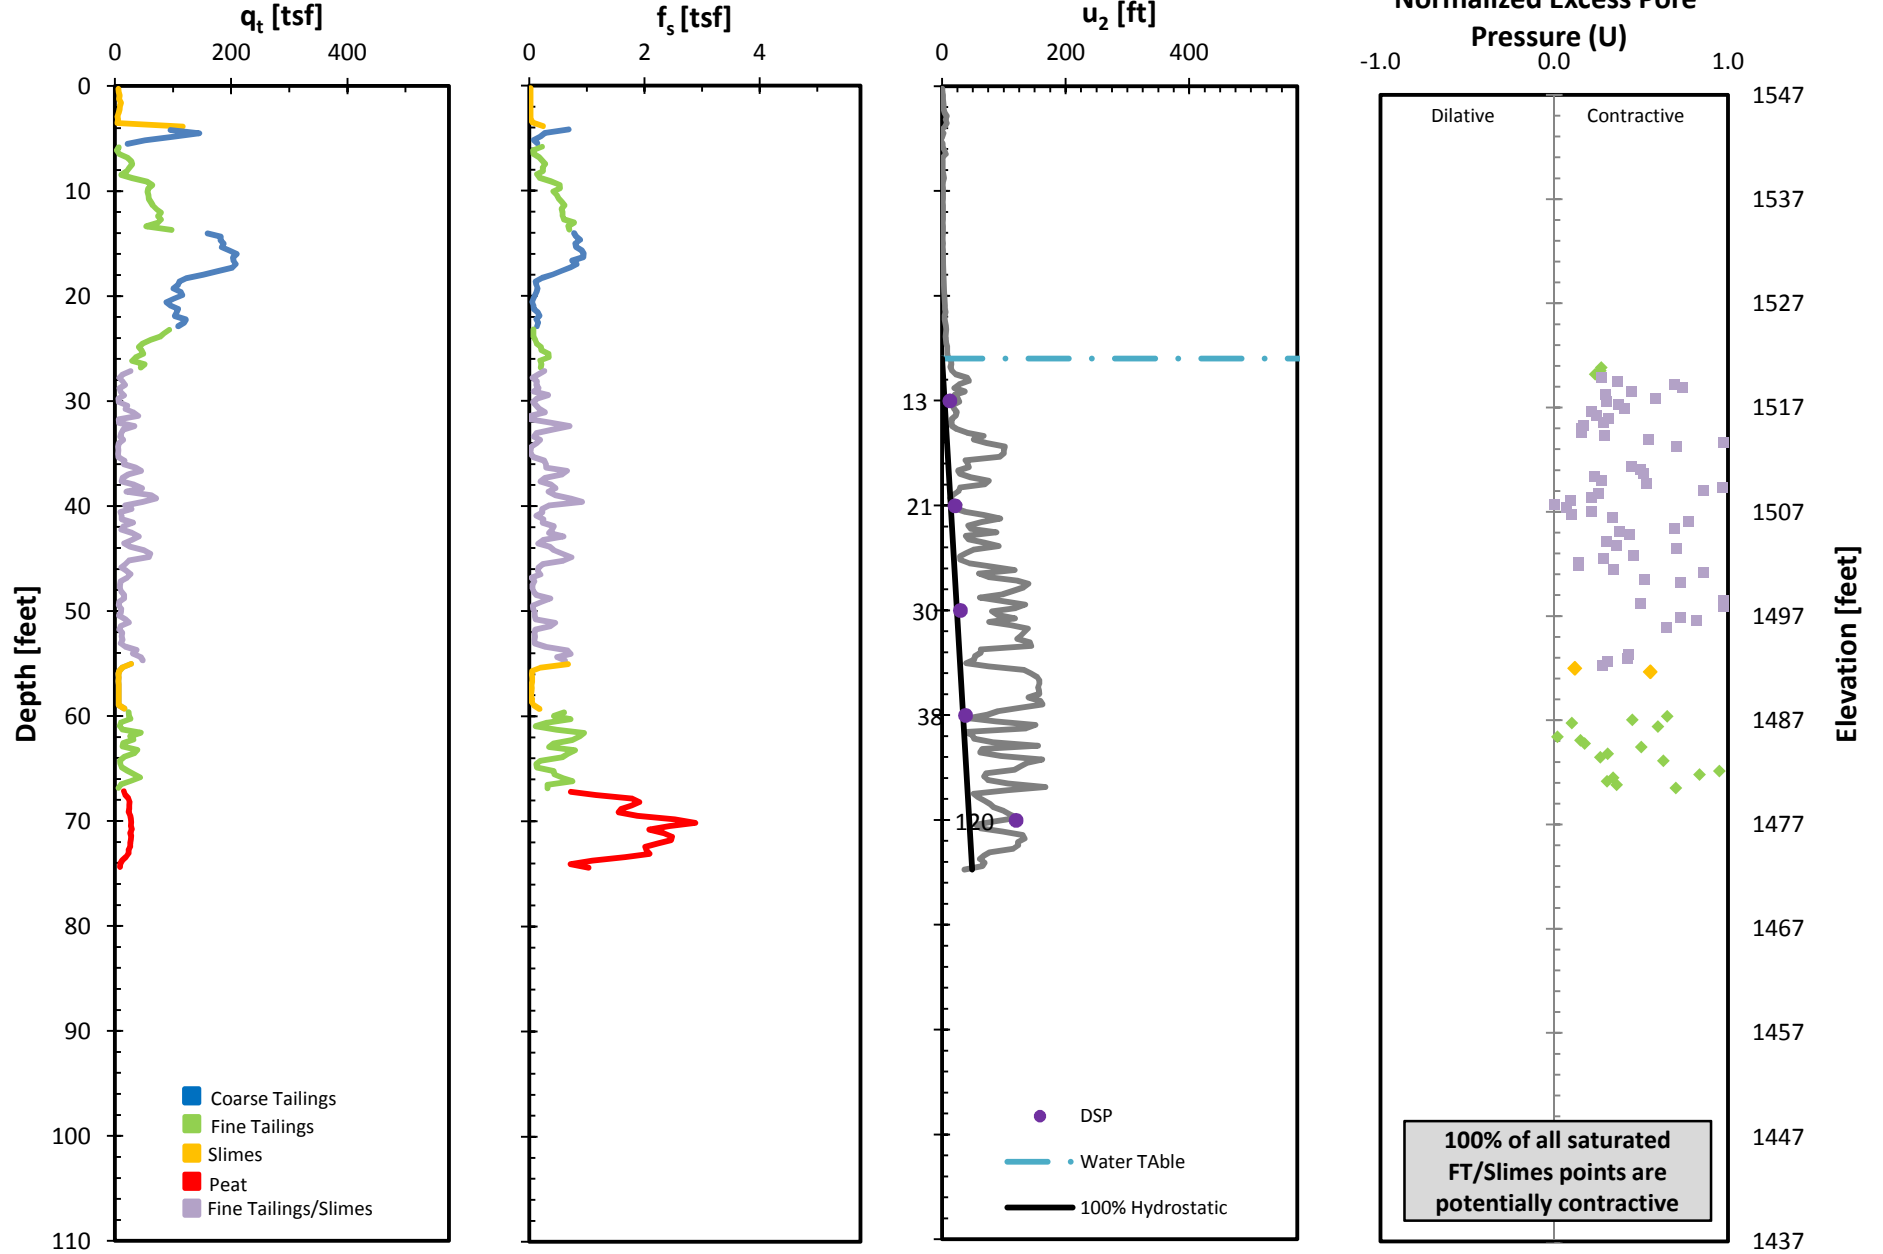 qt [tsf]
0 200 400
fs [tsf]
0 2 4
u2 [ft]
0 200 400
Normalized Excess Pore
Pressure (U)
-1.0 0.0 1.0
Depth [feet]
0
10
20
30
40
50
60
70
80
90
100
110
Coarse Tailings
Fine Tailings
Slimes
Peat
Fine Tailings/Slimes
13
21
30
38
120
DSP
Water TAble
100% Hydrostatic
Dilative
Contractive
100% of all saturated
FT/Slimes points are
potentially contractive
1547
1537
1527
1517
1507
1497
1487
1477
1467
1457
1447
1437
Elevation [feet]